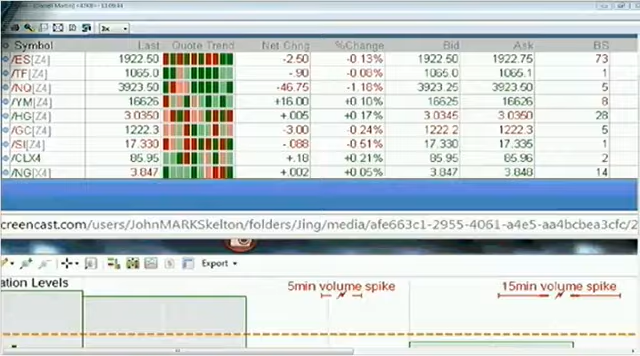 Symbol Last Quote Trend Net Chng %Change Bid Ask BS
/ES[Z4] 1922.50 -2.50 -0.13% 1922.50 1922.75 73
/TF[Z4] 1065.0 -.90 -0.08% 1065.0 1065.1 1
/NQ[Z4] 3923.50 -46.75 -1.18% 3923.25 3923.50 5
/YM[Z4] 16626 +16.00 +0.10% 16625 16626 8
/HG[Z4] 3.0350 +.005 +0.17% 3.0345 3.0350 28
/GC[Z4] 1222.3 -3.00 -0.24% 1222.2 1222.3 5
/SI[Z4] 17.330 -.088 -0.51% 17.330 17.335 1
/CLX4 85.95 +.18 +0.21% 85.95 85.96 2
/NG[X4] 3.847 +.002 +0.05% 3.847 3.848 14
creencast.com/users/JohnMARKSkelton/folders/Jing/media/afe663c1-2955-4061-a4e5-aa4bcbea3cfc/2
Export
ation Levels
5min volume spike
15min volume spike